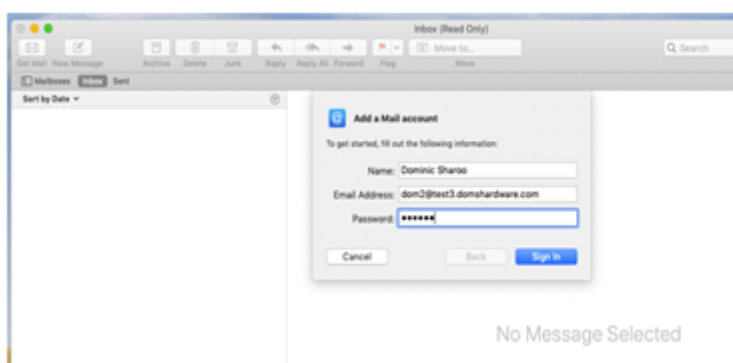 Inbox (Read Only)
Move to...
Search
Get Mail New Message Archive Delete Junk Reply Reply All Forward Flag Move
Mailboxes Inbox Sent
Sort by Date
Add a Mail account
To get started, fill out the following information:
Name: Dominic Sharoo
Email Address: dom2@test3.domshardware.com
Password: ••••••
Cancel Back Sign In
No Message Selected